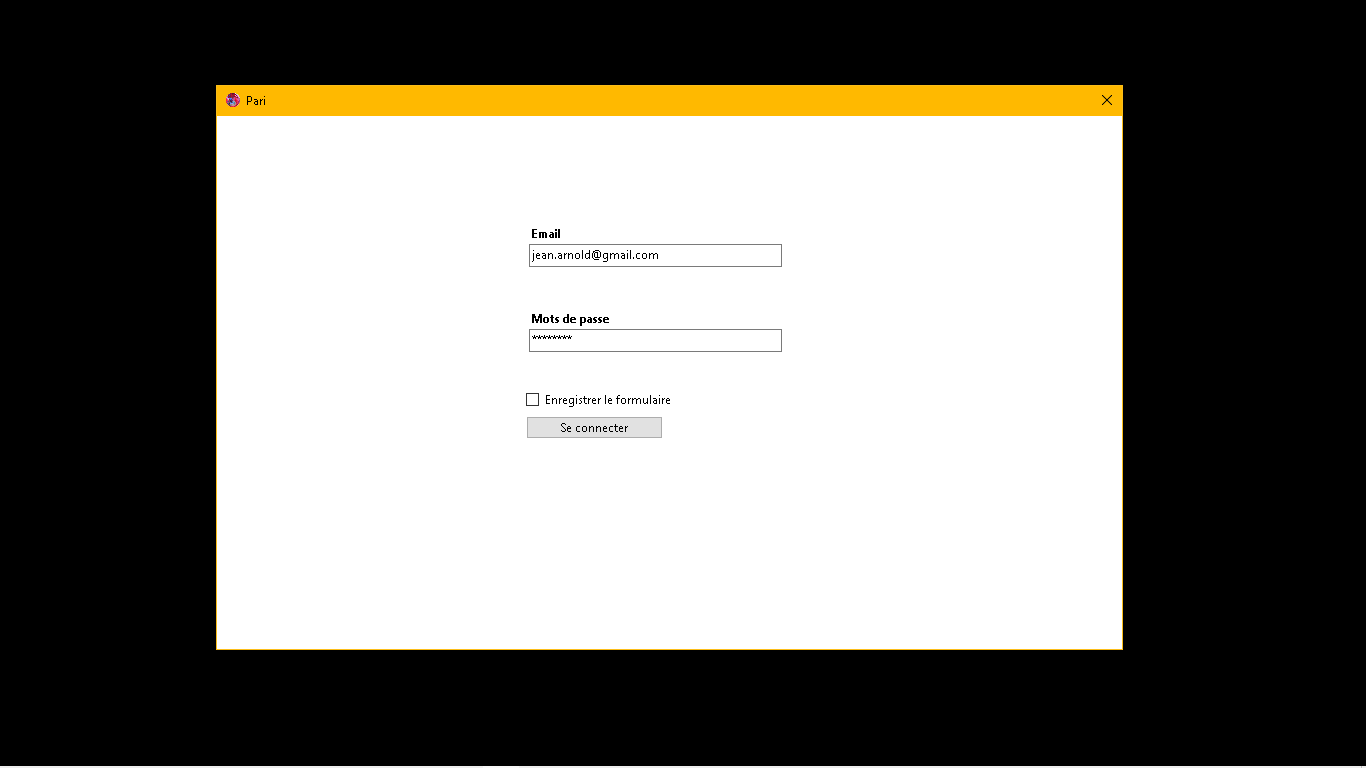 Pari
Email
jean.arnold@gmail.com
Mots de passe
********
Enregistrer le formulaire
Se connecter